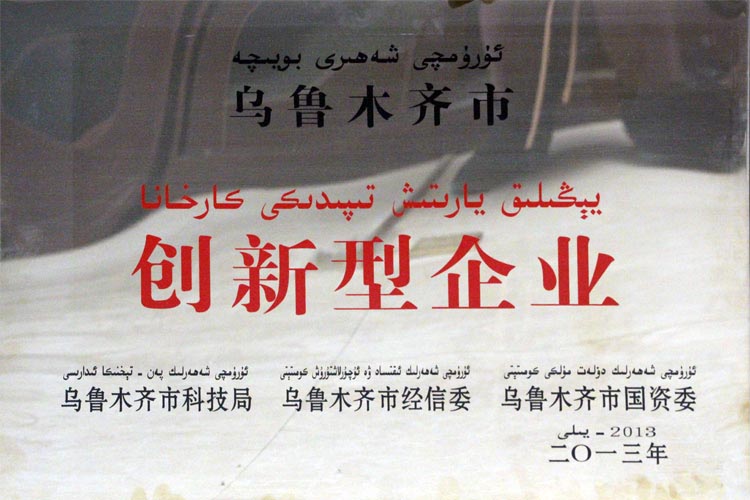 ئۈرۈمچى شەھىرى بويىچە
乌鲁木齐市
يېڭىلىق يارىتىش تىپىدىكى كارخانا
创新型企业
ئۈرۈمچى شەھەرلىك پەن - تېخنىكا ئىدارىسى
乌鲁木齐市科技局
ئۈرۈمچى شەھەرلىك ئىقتىساد ۋە ئۇچۇرلاشتۇرۇش كومىتېتى
乌鲁木齐市经信委
ئۈرۈمچى شەھەرلىك دۆلەت مۈلكى كومىتېتى
乌鲁木齐市国资委
2013 - يىلى
二〇一三年